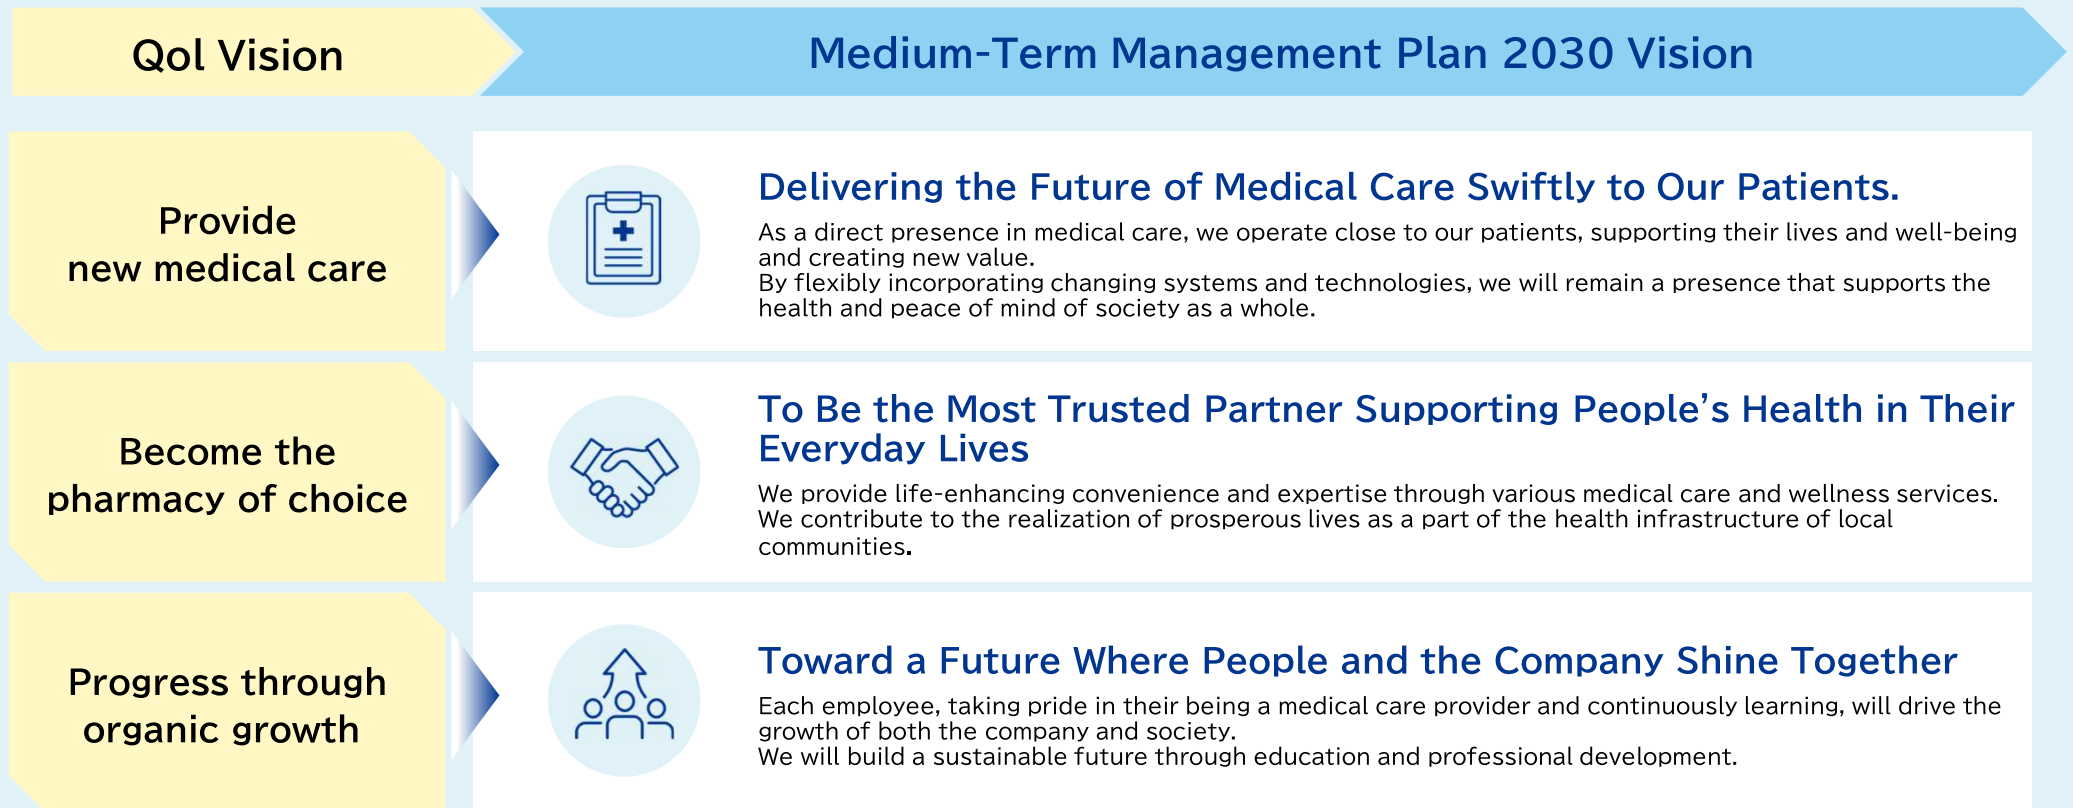 Qol Vision
Medium-Term Management Plan 2030 Vision
Provide
new medical care
Delivering the Future of Medical Care Swiftly to Our Patients.
As a direct presence in medical care, we operate close to our patients, supporting their lives and well-being
and creating new value.
By flexibly incorporating changing systems and technologies, we will remain a presence that supports the
health and peace of mind of society as a whole.
Become the
pharmacy of choice
To Be the Most Trusted Partner Supporting People’s Health in Their
Everyday Lives
We provide life-enhancing convenience and expertise through various medical care and wellness services.
We contribute to the realization of prosperous lives as a part of the health infrastructure of local
communities.
Progress through
organic growth
Toward a Future Where People and the Company Shine Together
Each employee, taking pride in their being a medical care provider and continuously learning, will drive the
growth of both the company and society.
We will build a sustainable future through education and professional development.